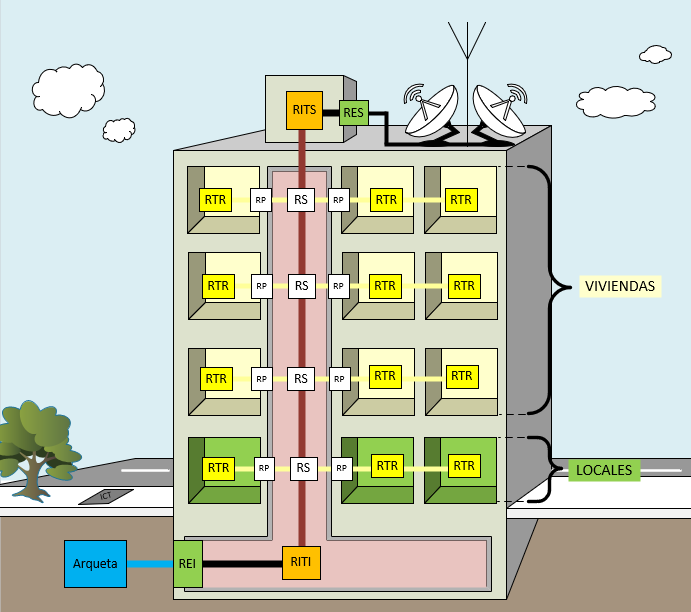 RITS RES
RTR RP RS RP RTR RTR
RTR RP RS RP RTR RTR
VIVIENDAS
RTR RP RS RP RTR RTR
RTR RP RS RP RTR RTR
LOCALES
ICT
Arqueta REI RITI